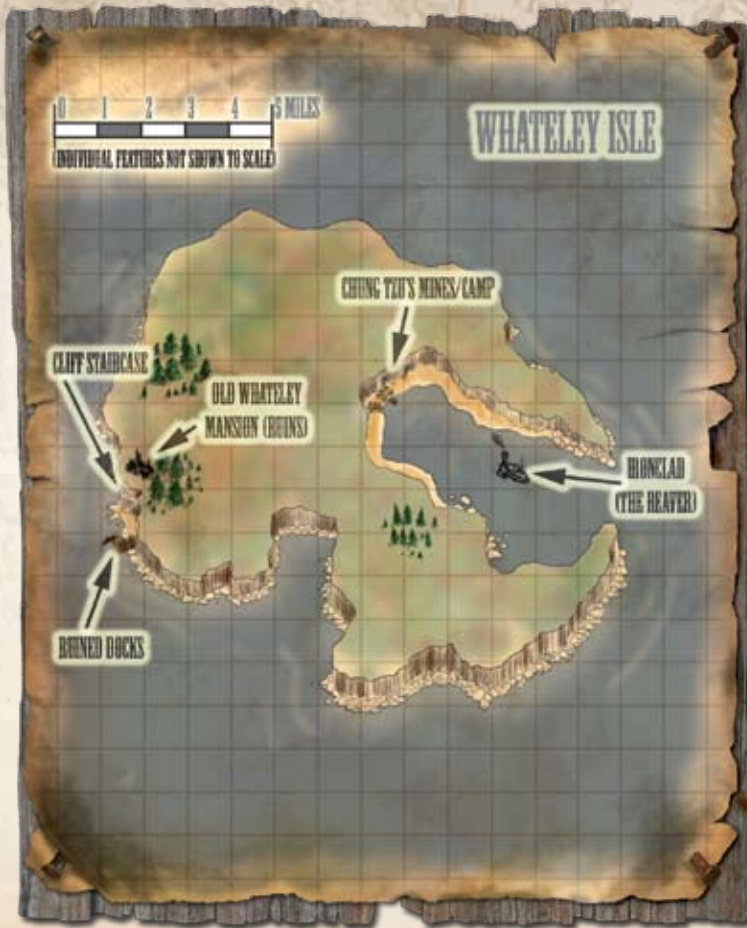 0 1 2 3 4 5 MILES
(INDIVIDUAL FEATURES NOT SHOWN TO SCALE)
WHATELEY ISLE
CHUNG TZU'S MINES/CAMP
CLIFF STAIRCASE
OLD WHATELEY
MANSION (RUINS)
IRONCLAD
(THE REAVER)
RUINED DOCKS